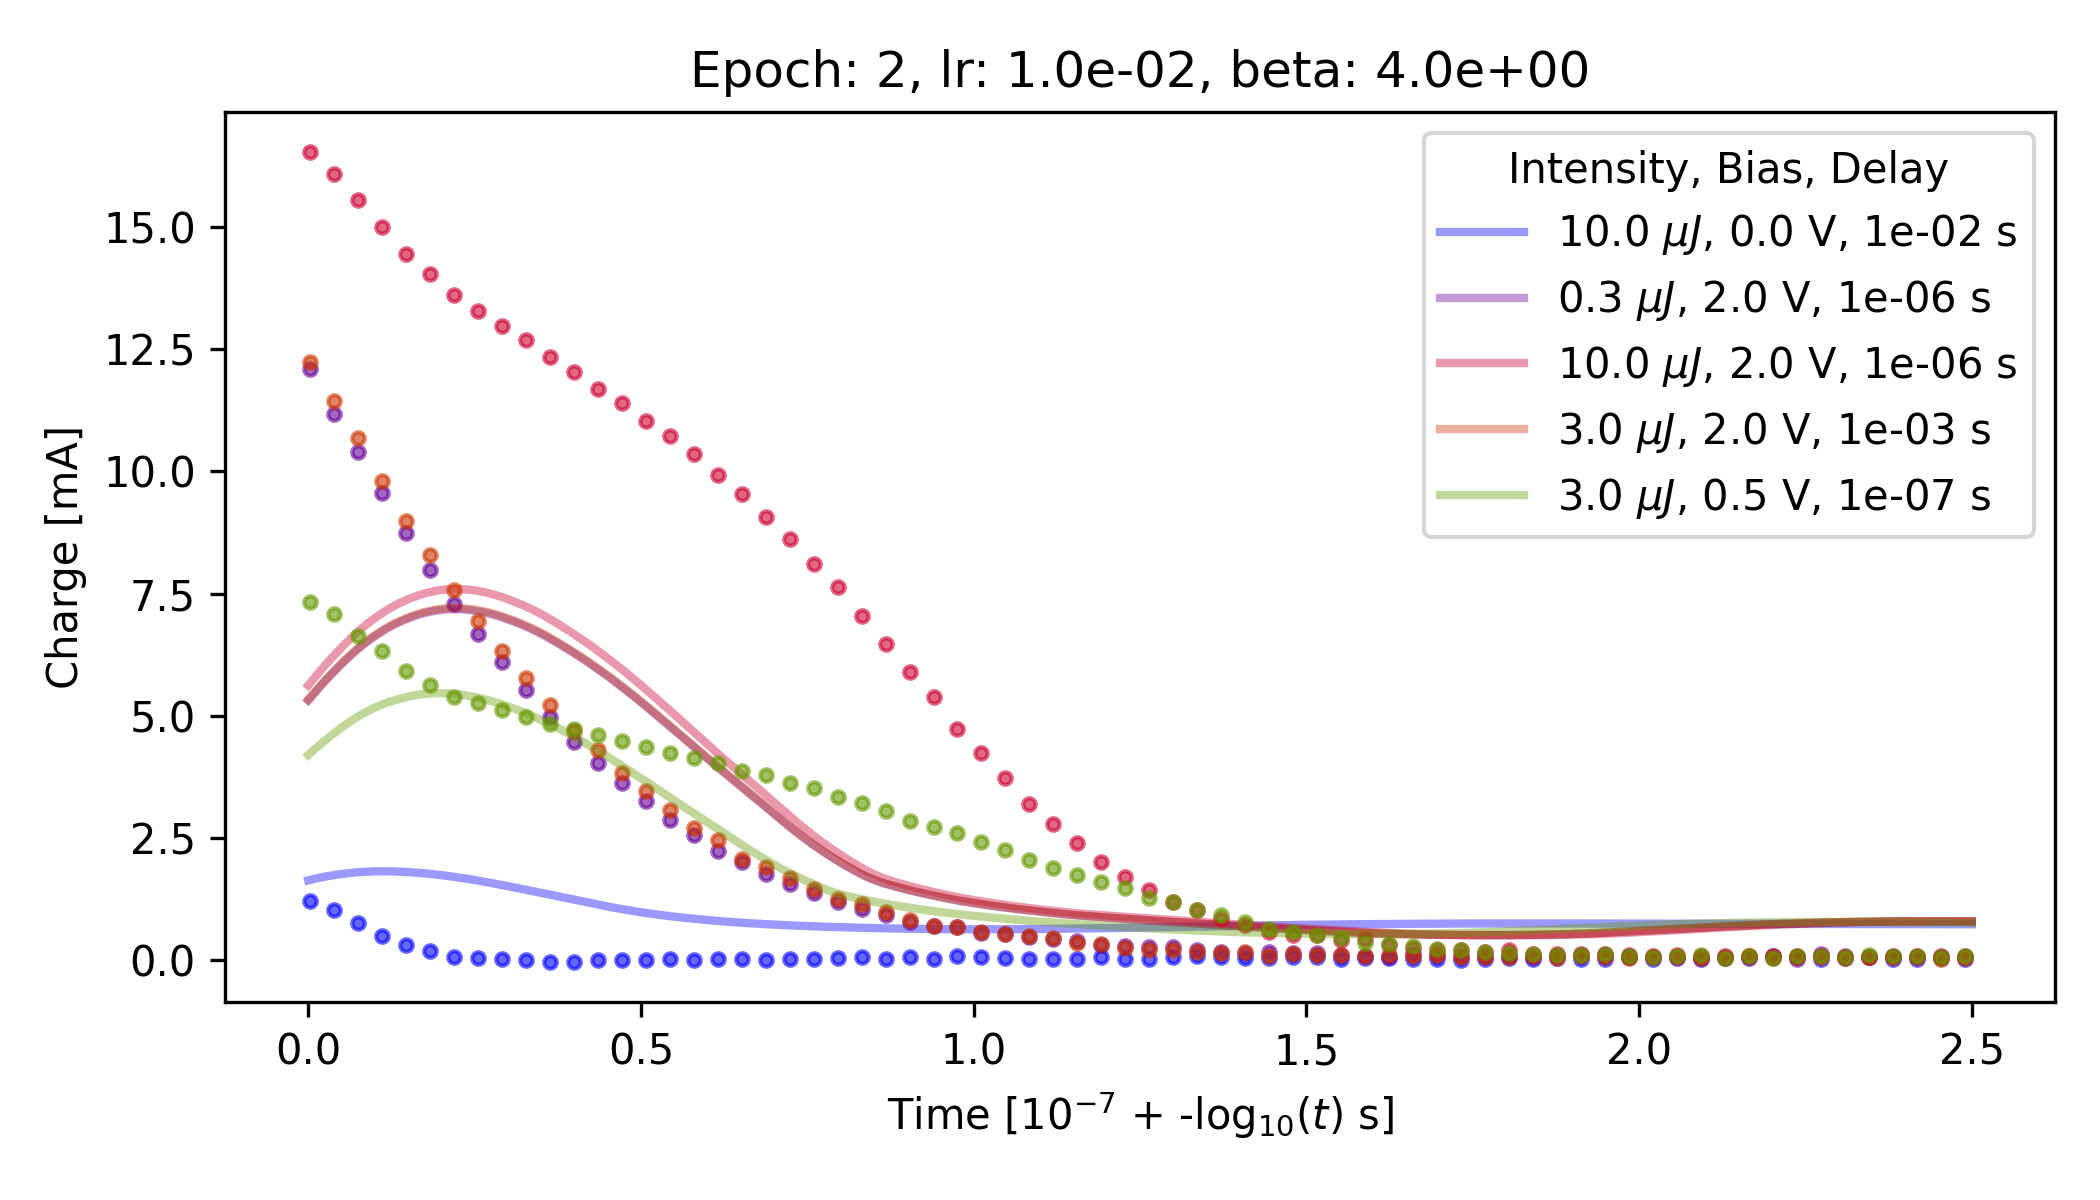 Epoch: 2, lr: 1.0e-02, beta: 4.0e+00
Charge [mA]
15.0
12.5
10.0
7.5
5.0
2.5
0.0
Intensity, Bias, Delay
10.0 μJ, 0.0 V, 1e-02 s
0.3 μJ, 2.0 V, 1e-06 s
10.0 μJ, 2.0 V, 1e-06 s
3.0 μJ, 2.0 V, 1e-03 s
3.0 μJ, 0.5 V, 1e-07 s
0.0 0.5 1.0 1.5 2.0 2.5
Time [10⁻⁷ + -log₁₀(t) s]